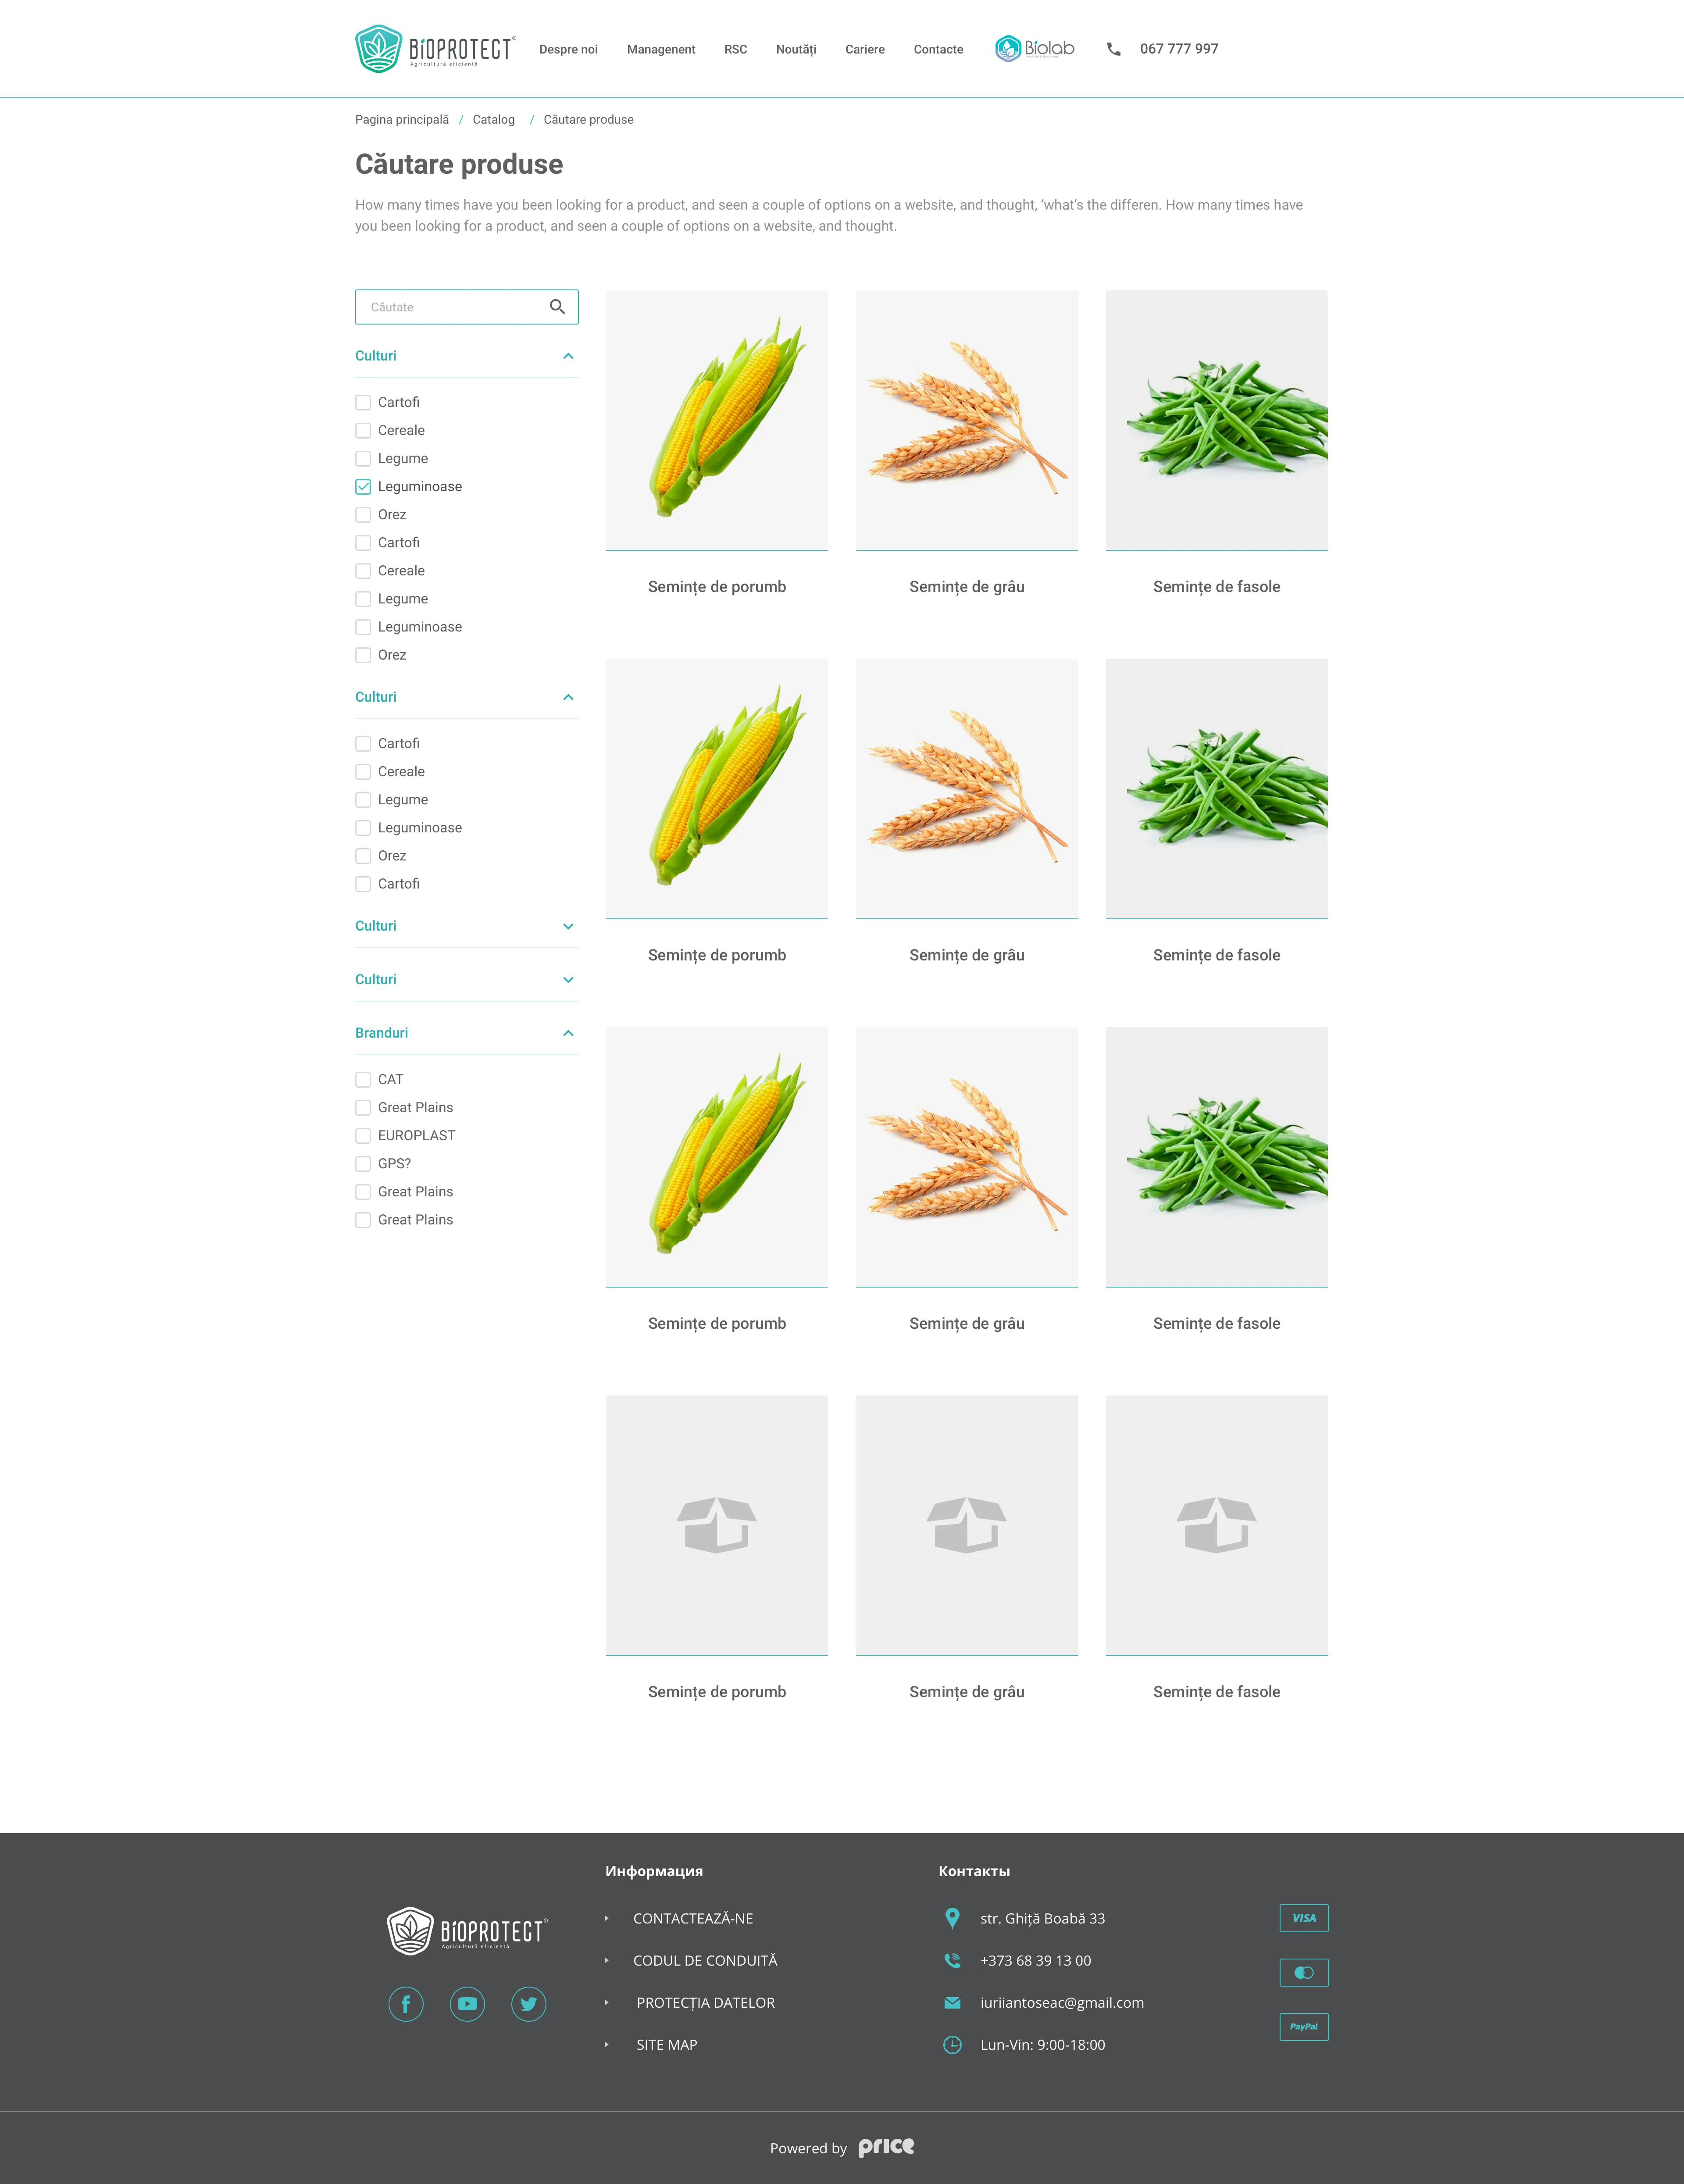 BIOPROTECT®
Agricultură eficientă
Despre noi
Managenent
RSC
Noutăți
Cariere
Contacte
Biolab
067 777 997
Pagina principală / Catalog / Căutare produse
Căutare produse
How many times have you been looking for a product, and seen a couple of options on a website, and thought, ‘what’s the differen. How many times have
you been looking for a product, and seen a couple of options on a website, and thought.
Căutate
Culturi
Cartofi
Cereale
Legume
Leguminoase
Orez
Cartofi
Cereale
Legume
Leguminoase
Orez
Culturi
Cartofi
Cereale
Legume
Leguminoase
Orez
Cartofi
Culturi
Culturi
Branduri
CAT
Great Plains
EUROPLAST
GPS?
Great Plains
Great Plains
Semințe de porumb
Semințe de grâu
Semințe de fasole
Semințe de porumb
Semințe de grâu
Semințe de fasole
Semințe de porumb
Semințe de grâu
Semințe de fasole
Semințe de porumb
Semințe de grâu
Semințe de fasole
BIOPROTECT®
Agricultură eficientă
Информация
CONTACTEAZĂ-NE
CODUL DE CONDUITĂ
PROTECȚIA DATELOR
SITE MAP
Контакты
str. Ghiță Boabă 33
+373 68 39 13 00
iuriiantoseac@gmail.com
Lun-Vin: 9:00-18:00
VISA
PayPal
Powered by price